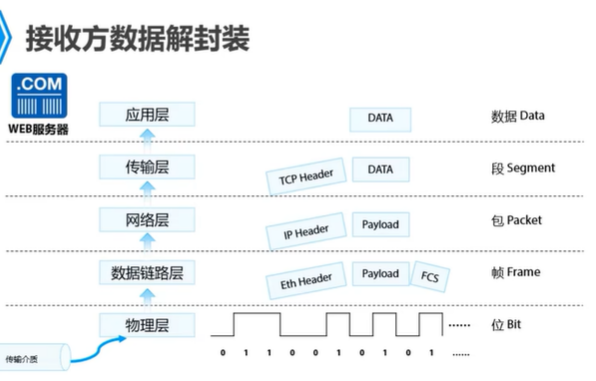 接收方数据解封装
.COM
WEB服务器
应用层
DATA
数据 Data
传输层
TCP Header
DATA
段 Segment
网络层
IP Header
Payload
包 Packet
数据链路层
Eth Header
Payload
FCS
帧 Frame
物理层
......
位 Bit
传输介质
0 1 1 0 0 1 0 1 0 1 ......